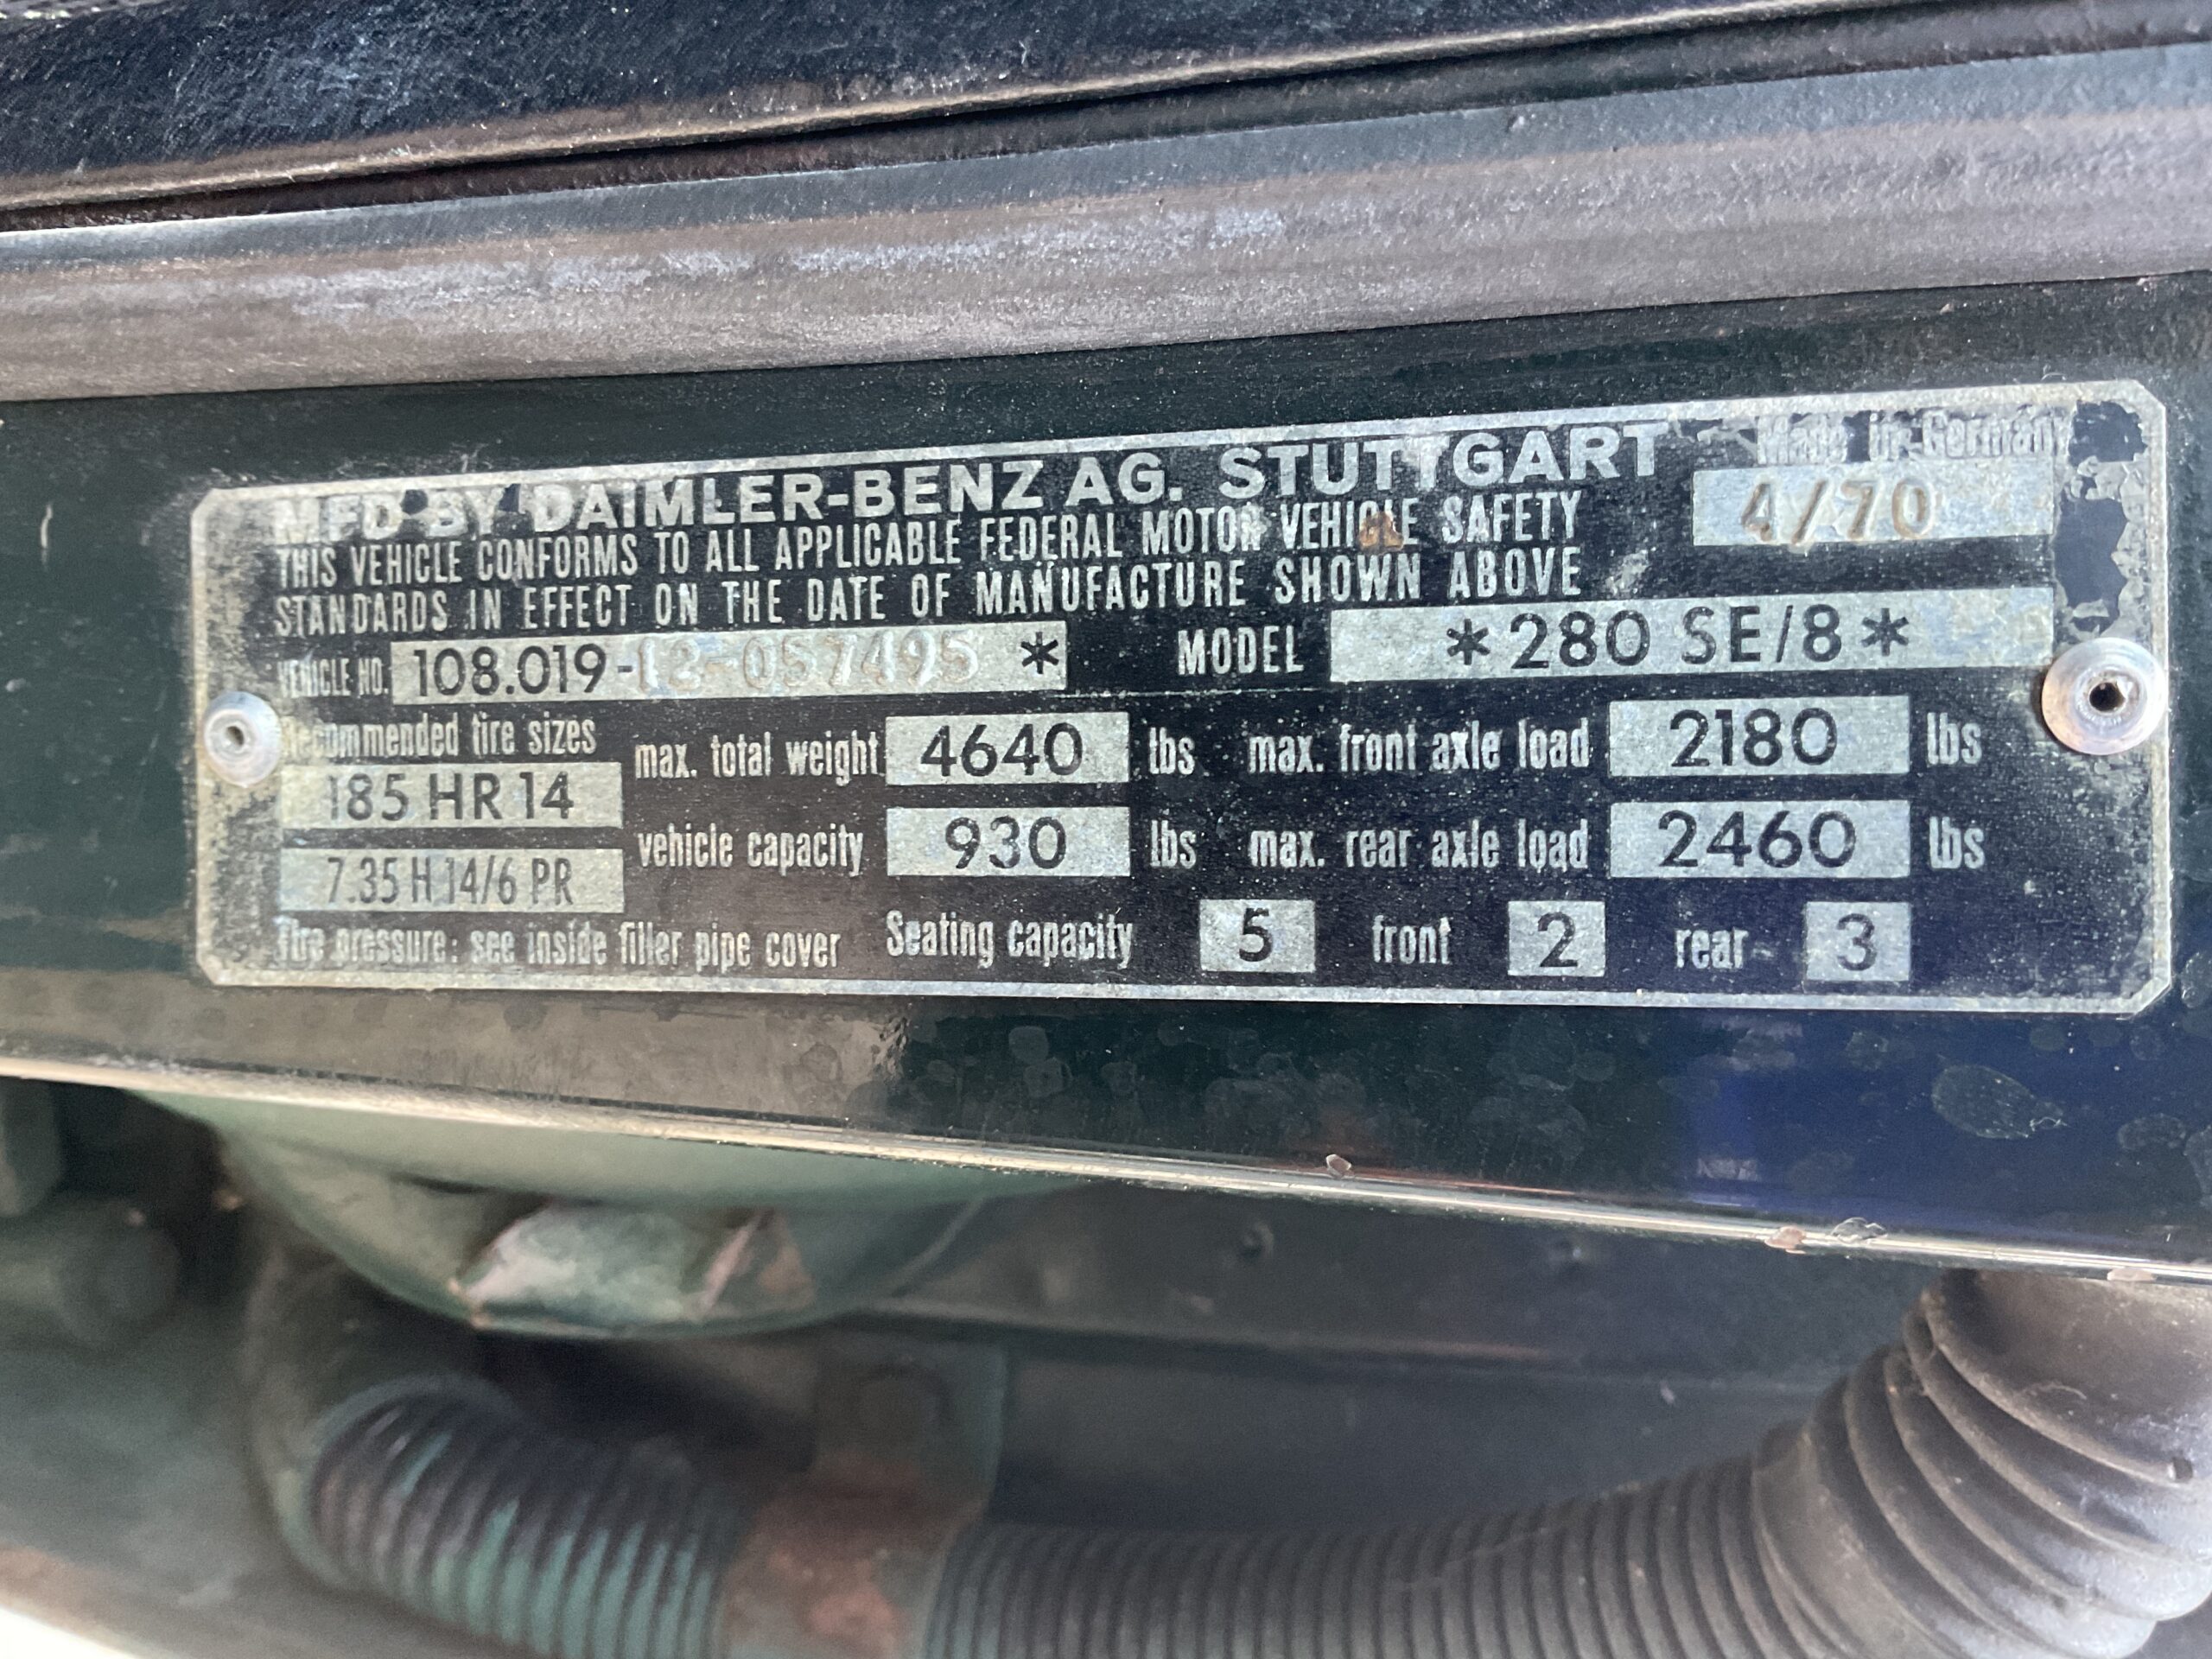 MFD BY DAIMLER-BENZ AG. STUTTGART
Made in Germany
4/70
THIS VEHICLE CONFORMS TO ALL APPLICABLE FEDERAL MOTOR VEHICLE SAFETY
STANDARDS IN EFFECT ON THE DATE OF MANUFACTURE SHOWN ABOVE
VEHICLE NO. 108.019-12-057495 * MODEL *280 SE/8*
Recommended tire sizes
185 HR 14
7.35 H 14/6 PR
max. total weight 4640 lbs max. front axle load 2180 lbs
vehicle capacity 930 lbs max. rear axle load 2460 lbs
Tire pressure: see inside filler pipe cover Seating capacity 5 front 2 rear 3